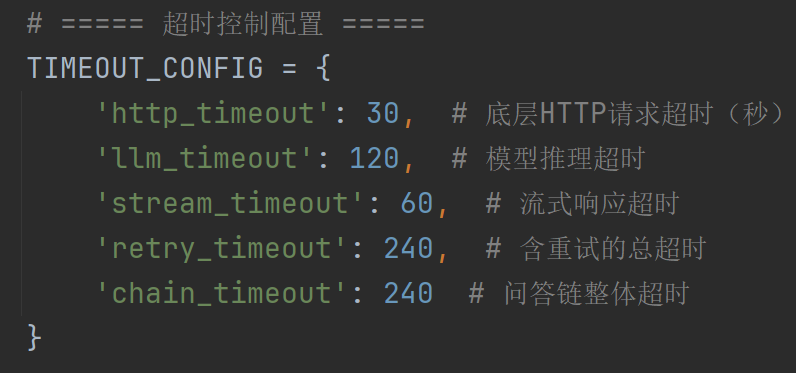 # ===== 超时控制配置 =====
TIMEOUT_CONFIG = {
    'http_timeout': 30,  # 底层HTTP请求超时（秒）
    'llm_timeout': 120,  # 模型推理超时
    'stream_timeout': 60,  # 流式响应超时
    'retry_timeout': 240,  # 含重试的总超时
    'chain_timeout': 240  # 问答链整体超时
}